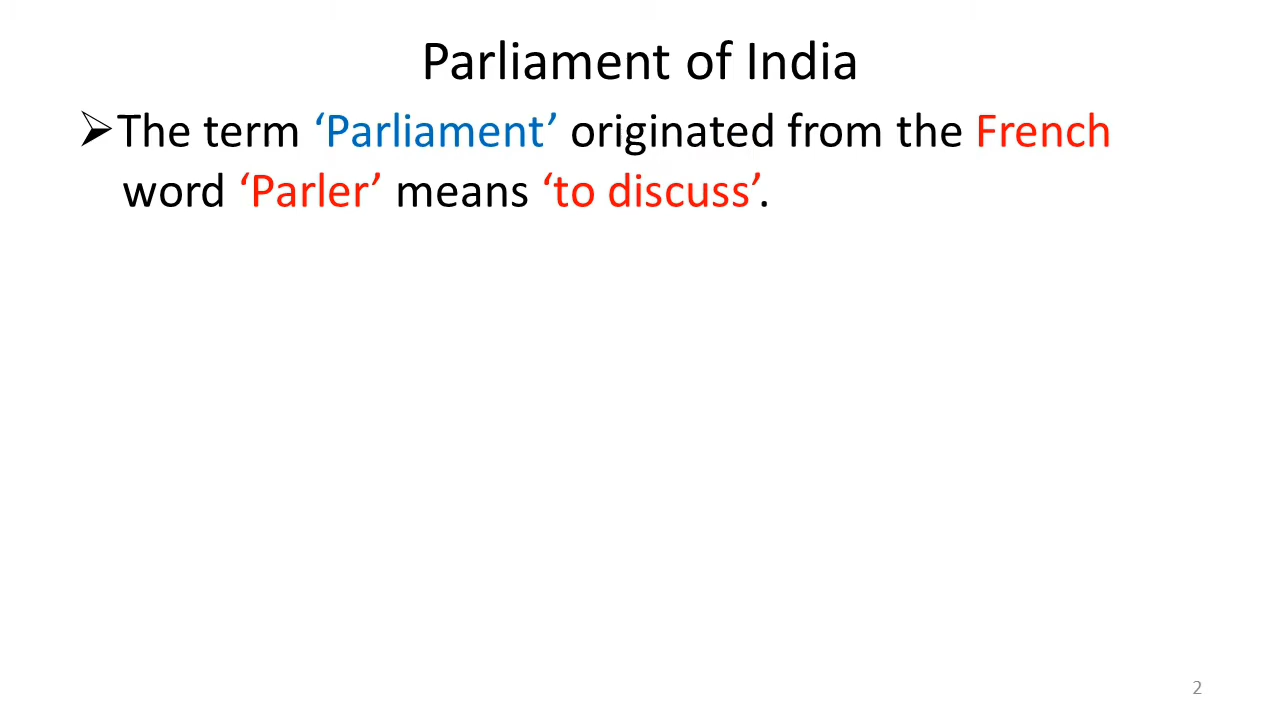 Parliament of India
➢The term ‘Parliament’ originated from the French
word ‘Parler’ means ‘to discuss’.
2